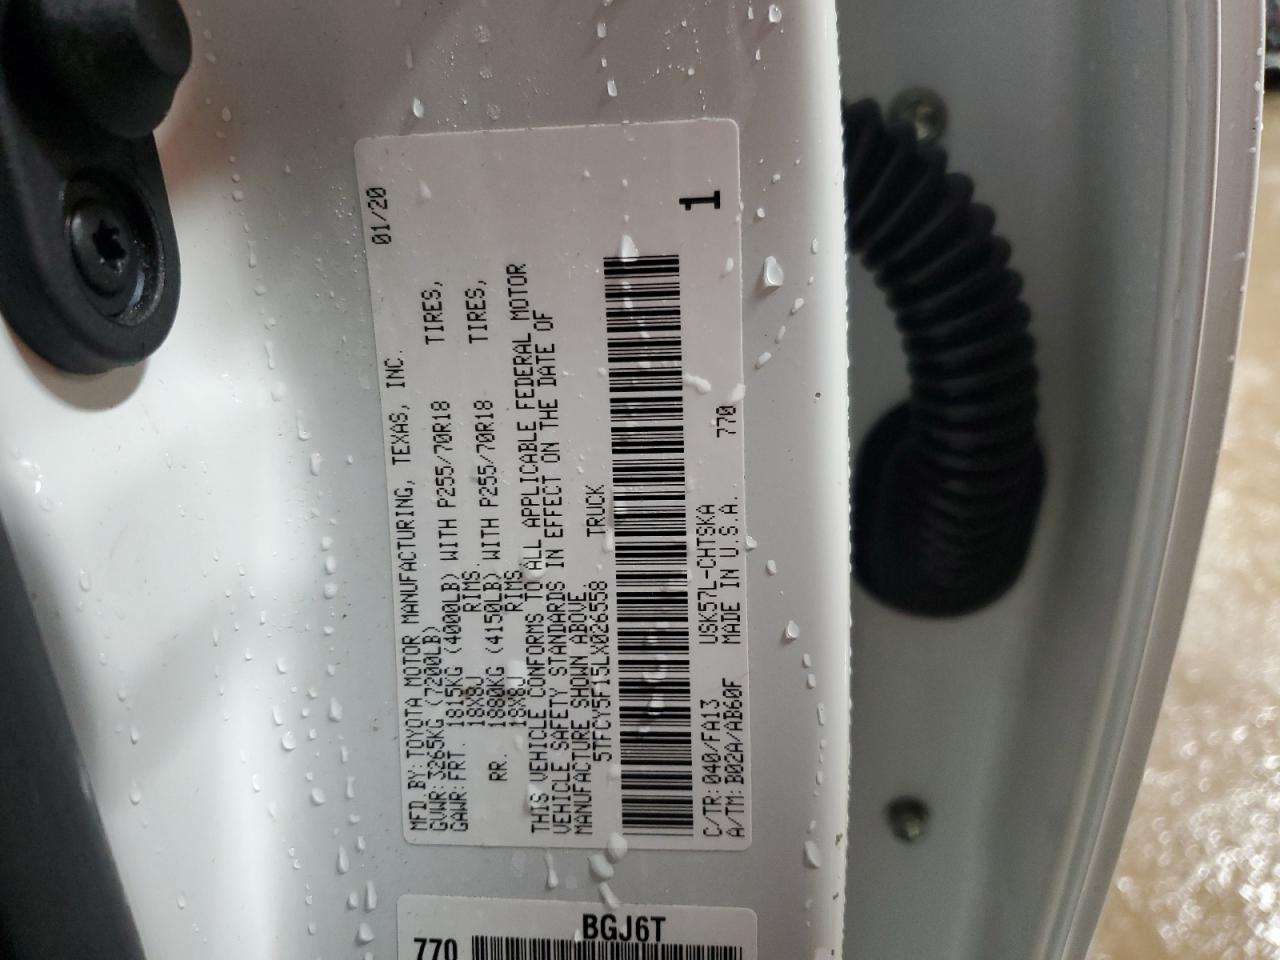 MFD.BY: TOYOTA MOTOR MANUFACTURING, TEXAS, INC. 01/20
GVWR: 3265KG (7200LB)
GAWR: FRT. 1815KG (4000LB) WITH P255/70R18 TIRES,
18X8J RIMS,
RR. 1880KG (4150LB) WITH P255/70R18 TIRES,
18X8J RIMS.
THIS VEHICLE CONFORMS TO ALL APPLICABLE FEDERAL MOTOR
VEHICLE SAFETY STANDARDS IN EFFECT ON THE DATE OF
MANUFACTURE SHOWN ABOVE.
5TFCY5F15LX026558 TRUCK
C/TR: 040/FA13 USK57L-CHTSKA
A/TM: B02A/AB60F MADE IN U.S.A. 770
1
BGJ6T
770